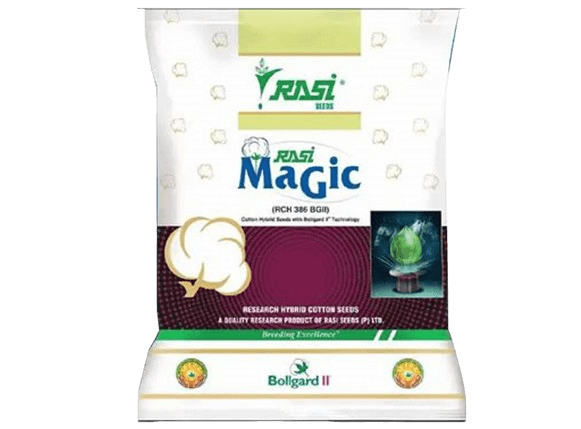 RASI®
SEEDS
RASI
MaGic
(RCH 386 BGII)
Cotton Hybrid Seeds with Bollgard II® Technology
RESEARCH HYBRID COTTON SEEDS
A QUALITY RESEARCH PRODUCT OF RASI SEEDS (P) LTD.
Breeding Excellence®
Bollgard II®